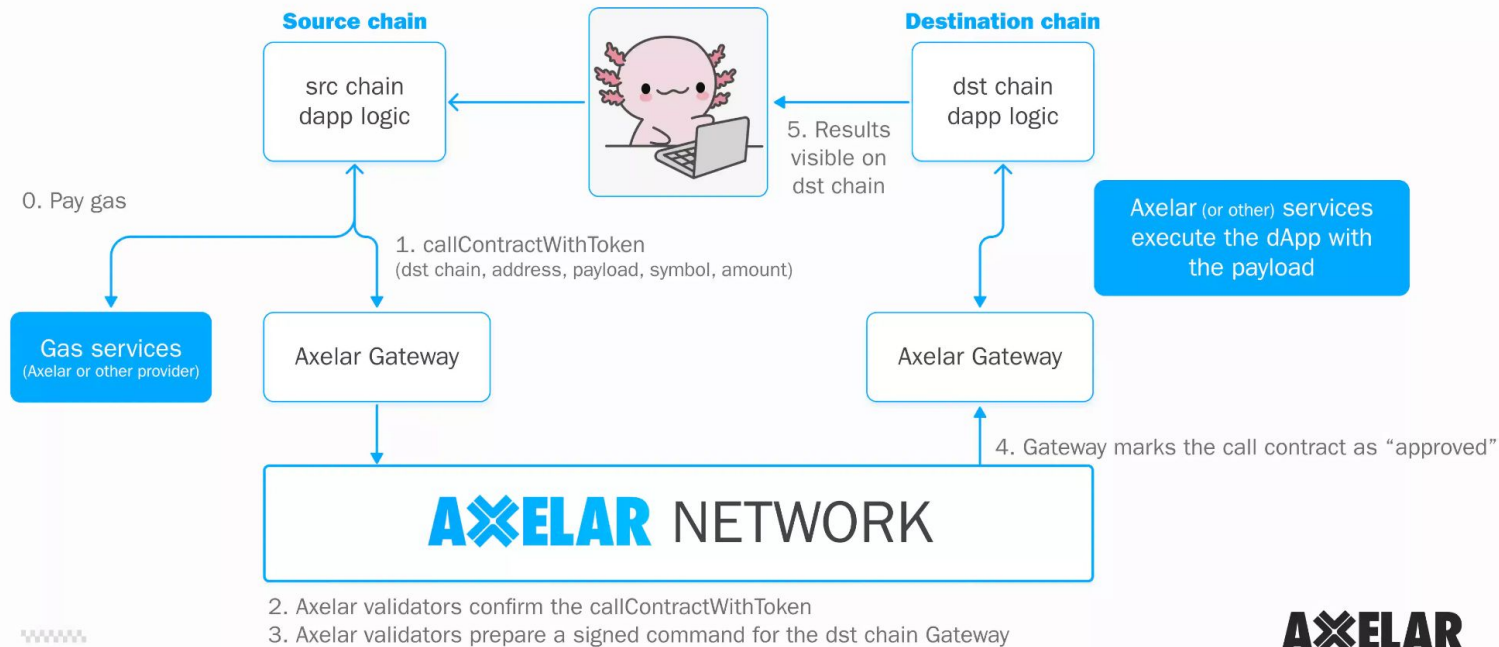 Source chain
Destination chain
src chain
dapp logic
dst chain
dapp logic
5. Results
visible on
dst chain
0. Pay gas
1. callContractWithToken
(dst chain, address, payload, symbol, amount)
Axelar (or other) services
execute the dApp with
the payload
Gas services
(Axelar or other provider)
Axelar Gateway
Axelar Gateway
4. Gateway marks the call contract as “approved”
AXELAR NETWORK
2. Axelar validators confirm the callContractWithToken
3. Axelar validators prepare a signed command for the dst chain Gateway
AXELAR